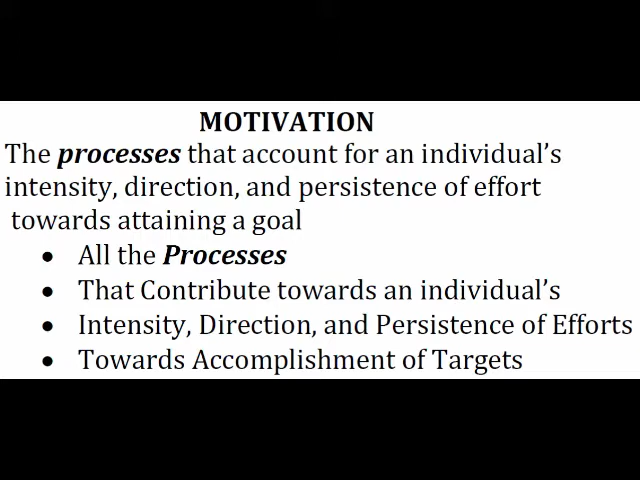 MOTIVATION
The processes that account for an individual’s
intensity, direction, and persistence of effort
towards attaining a goal
• All the Processes
• That Contribute towards an individual’s
• Intensity, Direction, and Persistence of Efforts
• Towards Accomplishment of Targets